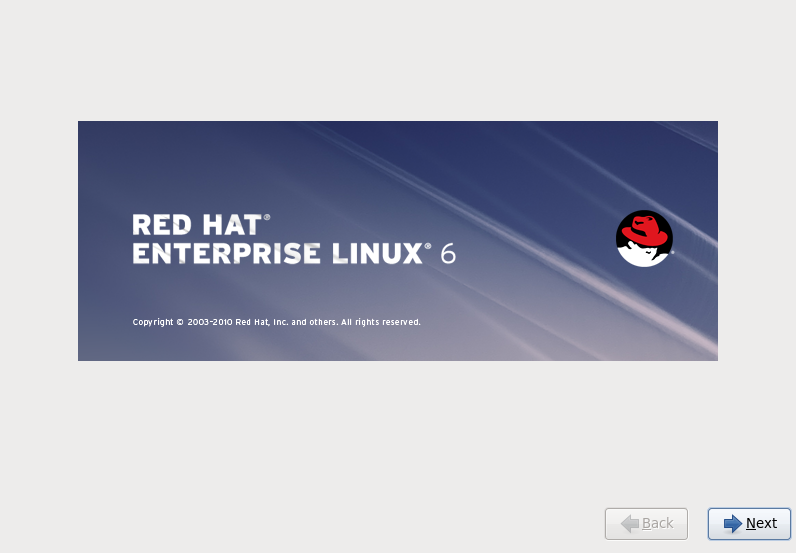 RED HAT®
ENTERPRISE LINUX® 6
Copyright © 2003-2010 Red Hat, Inc. and others. All rights reserved.
Back
Next